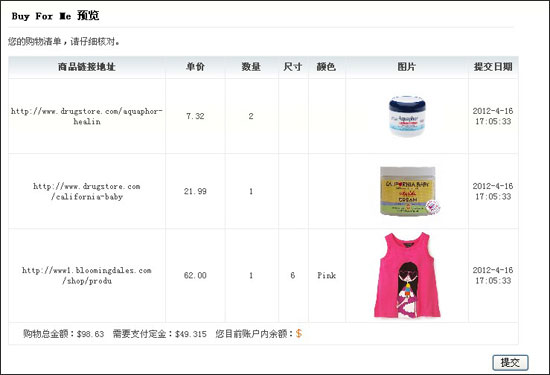 Buy For Me 预览
您的购物清单，请仔细核对。
商品链接地址 单价 数量 尺寸 颜色 图片 提交日期
http://www.drugstore.com/aquaphor-
healin
7.32 2
2012-4-16
17:05:33
Aquaphor
http://www.drugstore.com
/california-baby
21.99 1
2012-4-16
17:05:33
CALIFORNIA BABY
CREAM
http://www1.bloomingdales.com
/shop/produ
62.00 1 6 Pink
2012-4-16
17:05:33
购物总金额：$98.63 需要支付定金：$49.315 您目前账户内余额：$
提交